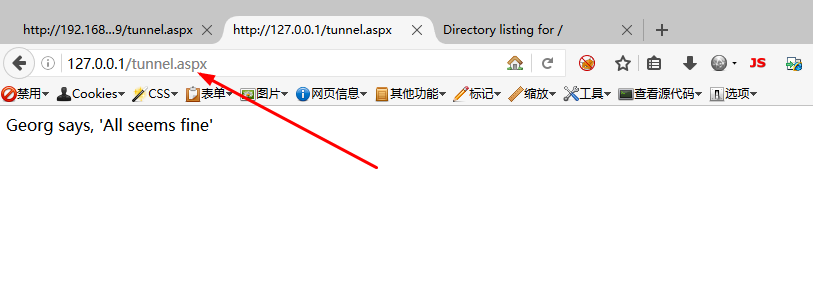 http://192.168...9/tunnel.aspx http://127.0.0.1/tunnel.aspx Directory listing for /
127.0.0.1/tunnel.aspx JS
禁用 Cookies CSS 表单 图片 网页信息 其他功能 标记 缩放 工具 查看源代码 选项
Georg says, 'All seems fine'